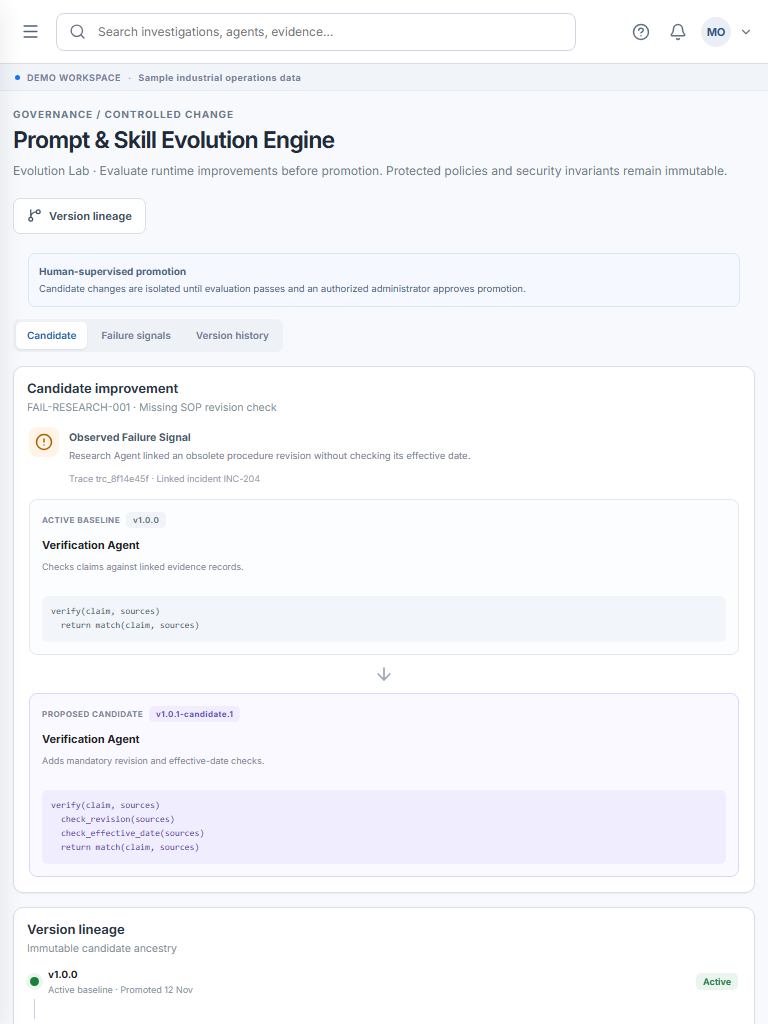 Search investigations, agents, evidence...
MO
DEMO WORKSPACE · Sample industrial operations data
GOVERNANCE / CONTROLLED CHANGE
Prompt & Skill Evolution Engine
Evolution Lab · Evaluate runtime improvements before promotion. Protected policies and security invariants remain immutable.
Version lineage
Human-supervised promotion
Candidate changes are isolated until evaluation passes and an authorized administrator approves promotion.
Candidate Failure signals Version history
Candidate improvement
FAIL-RESEARCH-001 · Missing SOP revision check
Observed Failure Signal
Research Agent linked an obsolete procedure revision without checking its effective date.
Trace trc_8f14e45f · Linked incident INC-204
ACTIVE BASELINE v1.0.0
Verification Agent
Checks claims against linked evidence records.
verify(claim, sources)
  return match(claim, sources)
PROPOSED CANDIDATE v1.0.1-candidate.1
Verification Agent
Adds mandatory revision and effective-date checks.
verify(claim, sources)
  check_revision(sources)
  check_effective_date(sources)
  return match(claim, sources)
Version lineage
Immutable candidate ancestry
v1.0.0
Active baseline · Promoted 12 Nov
Active